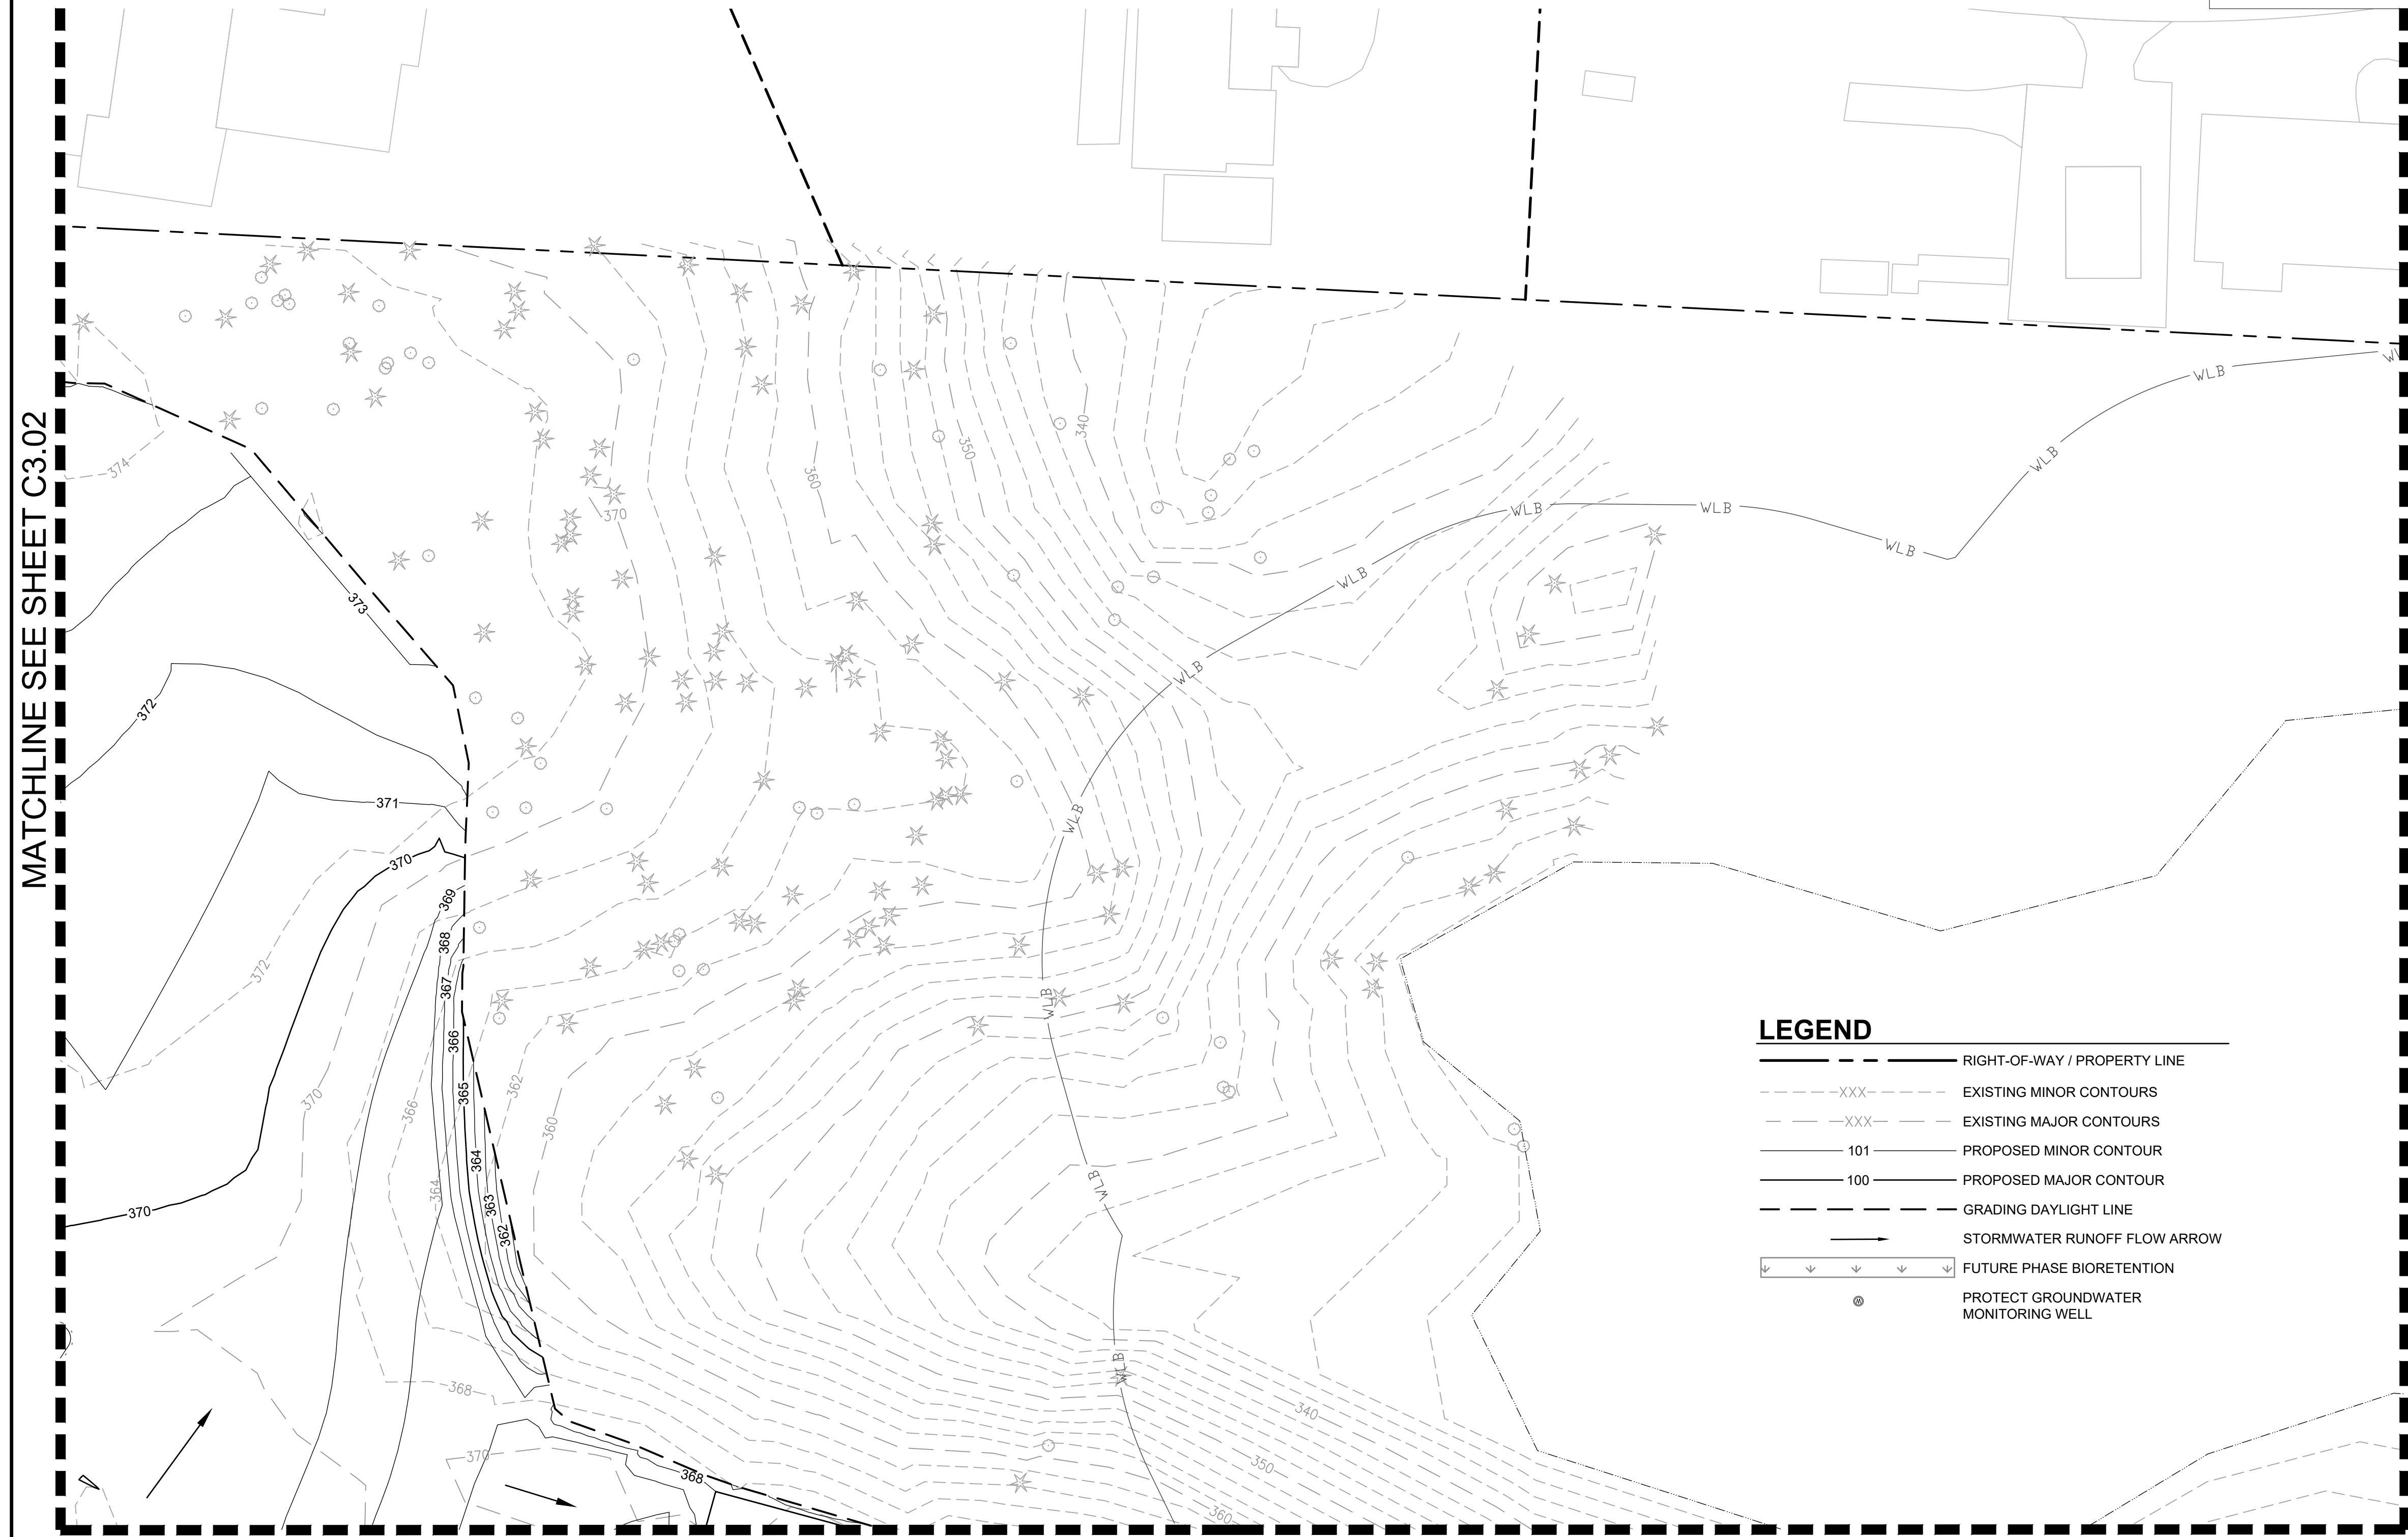 MATCHLINE SEE SHEET C3.02
WLB
WLB
WLB
WLB
WLB
WLB
WLB
WLB
WLB
WLB
WLB
WLB
340
350
360
370
374
373
372
371
370
369
368
367
366
365
364
363
362
372
370
366
364
362
360
370
368
370
368
340
350
360
LEGEND
RIGHT-OF-WAY / PROPERTY LINE
XXX EXISTING MINOR CONTOURS
XXX EXISTING MAJOR CONTOURS
101 PROPOSED MINOR CONTOUR
100 PROPOSED MAJOR CONTOUR
GRADING DAYLIGHT LINE
STORMWATER RUNOFF FLOW ARROW
FUTURE PHASE BIORETENTION
PROTECT GROUNDWATER
MONITORING WELL